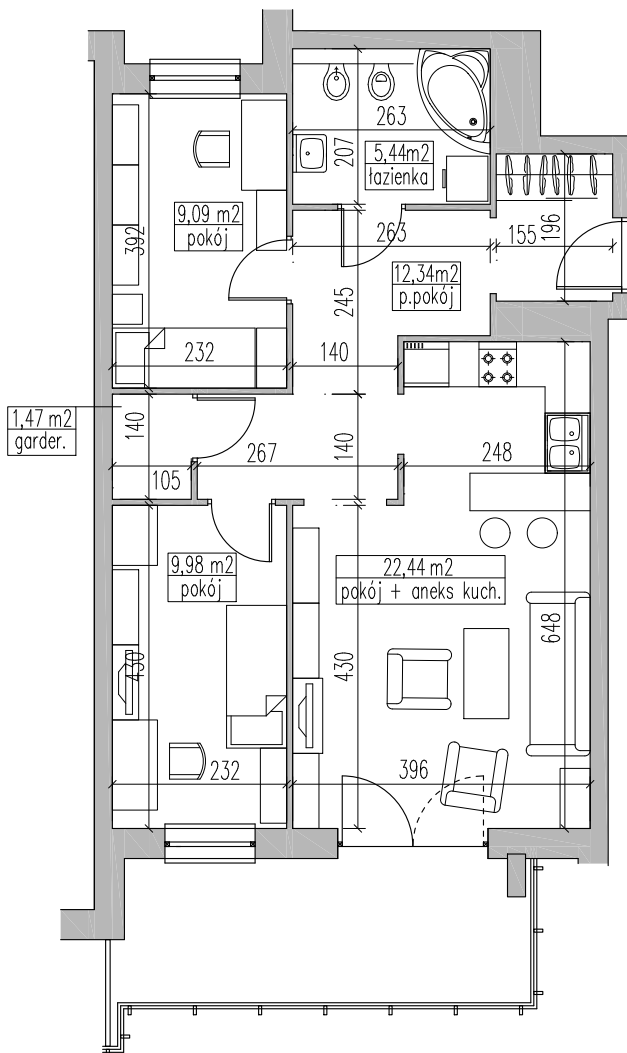 263
207
5,44m2
łazienka
9,09 m2
pokój
392
263
155
196
12,34m2
p.pokój
245
232
140
1,47 m2
garder.
140
105
267
140
248
9,98 m2
pokój
22,44 m2
pokój + aneks kuch.
430
430
648
232
396